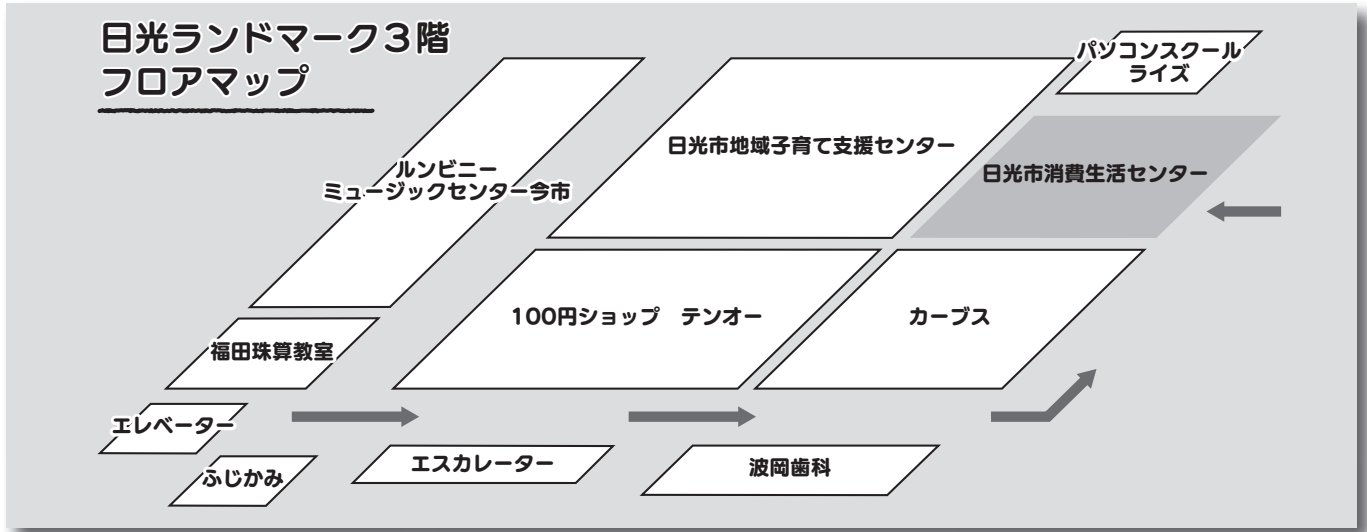 日光ランドマーク３階
フロアマップ
パソコンスクール
ライズ
日光市地域子育て支援センター
ルンビニー
ミュージックセンター今市
日光市消費生活センター
100円ショップ　テンオー
カーブス
福田珠算教室
エレベーター
ふじかみ
エスカレーター
波岡歯科